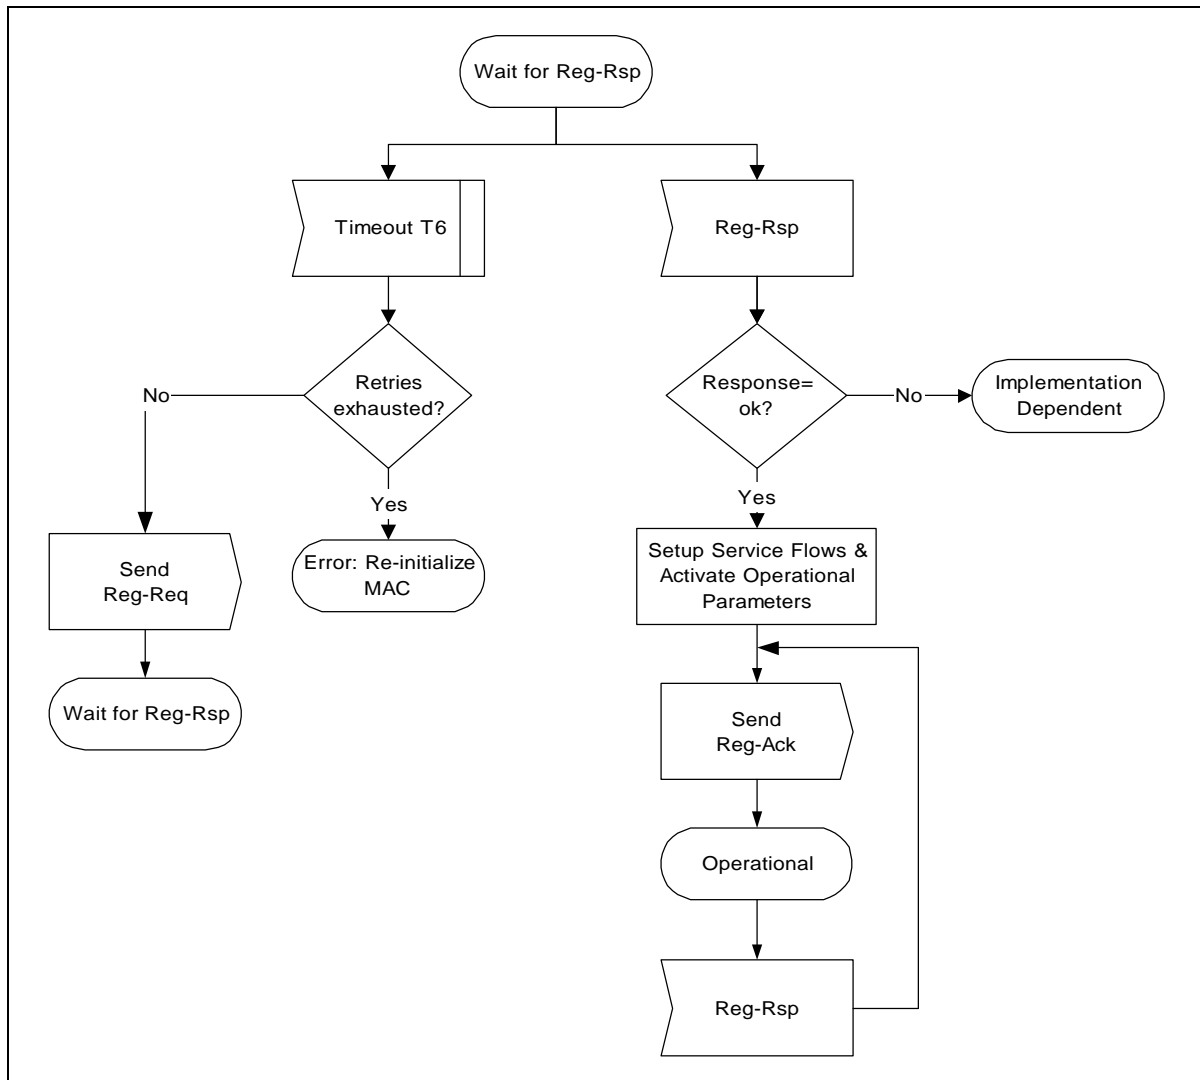 Wait for Reg-Rsp
Timeout T6
Reg-Rsp
Retries
exhausted?
No
Yes
Response=
ok?
No
Implementation
Dependent
Yes
Send
Reg-Req
Error: Re-initialize
MAC
Setup Service Flows &
Activate Operational
Parameters
Wait for Reg-Rsp
Send
Reg-Ack
Operational
Reg-Rsp